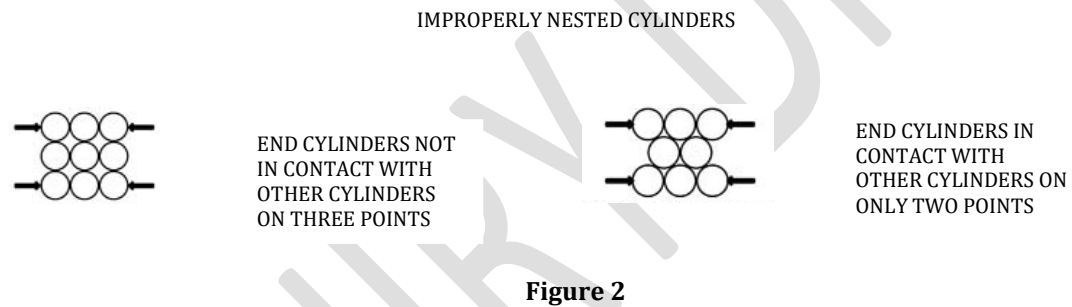 IMPROPERLY NESTED CYLINDERS
END CYLINDERS NOT
IN CONTACT WITH
OTHER CYLINDERS
ON THREE POINTS
END CYLINDERS IN
CONTACT WITH
OTHER CYLINDERS ON
ONLY TWO POINTS
Figure 2